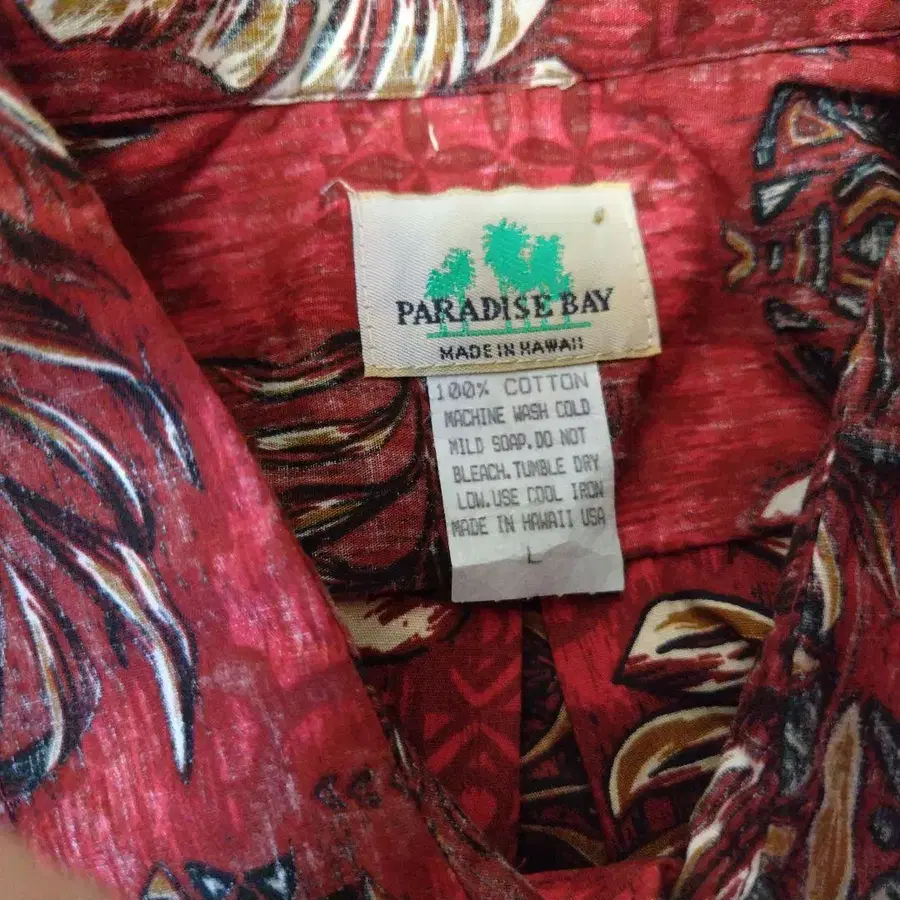 PARADISE BAY
MADE IN HAWAII
100% COTTON
MACHINE WASH COLD
MILD SOAP.DO NOT
BLEACH.TUMBLE DRY
LOW.USE COOL IRON
MADE IN HAWAII USA
L